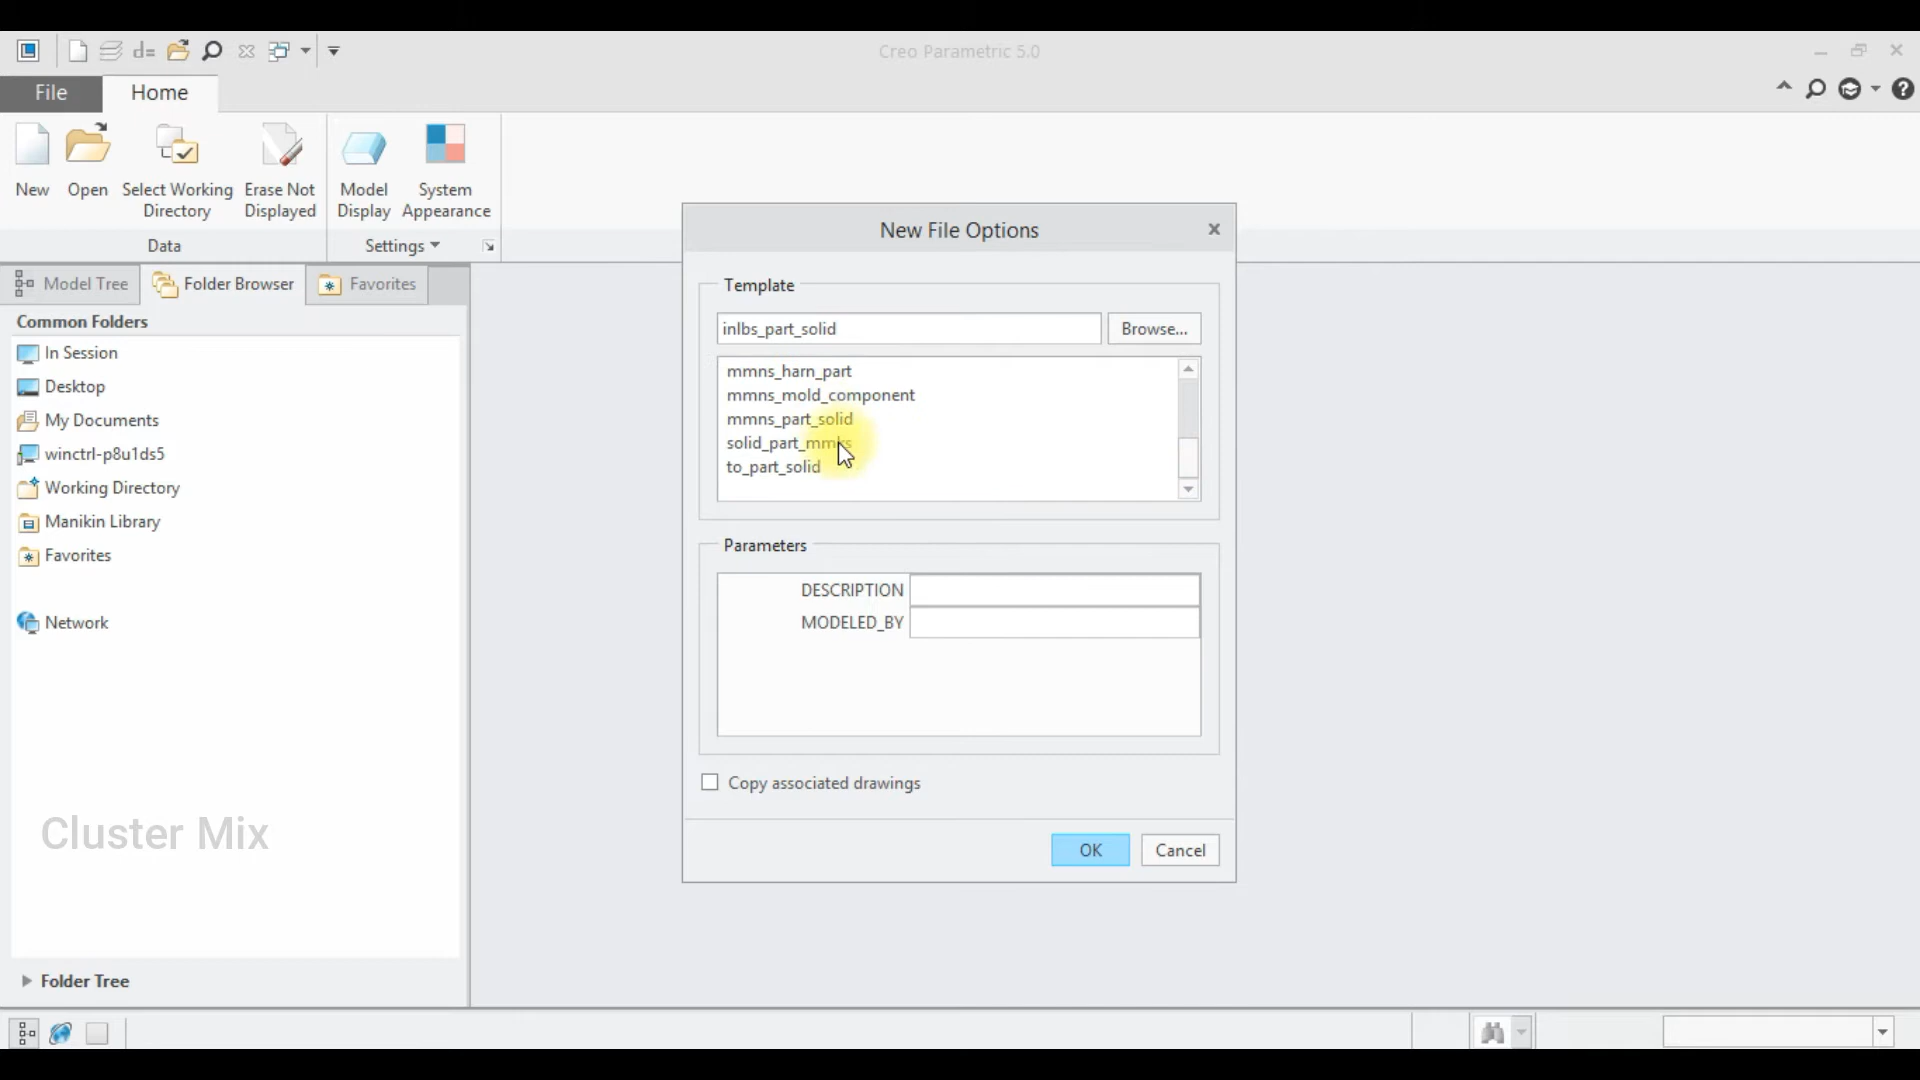 Creo Parametric 5.0
File
Home
New
Open
Select Working
Directory
Erase Not
Displayed
Model
Display
System
Appearance
Data
Settings
Model Tree
Folder Browser
Favorites
Common Folders
In Session
Desktop
My Documents
winctrl-p8u1ds5
Working Directory
Manikin Library
Favorites
Network
Cluster Mix
Folder Tree
New File Options
Template
inlbs_part_solid
Browse...
mmns_harn_part
mmns_mold_component
mmns_part_solid
solid_part_mmks
to_part_solid
Parameters
DESCRIPTION
MODELED_BY
Copy associated drawings
OK
Cancel